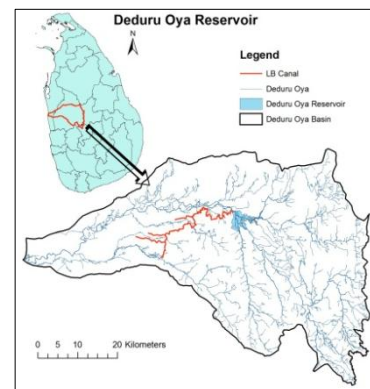 Deduru Oya Reservoir
N
Legend
LB Canal
Deduru Oya
Deduru Oya Reservoir
Deduru Oya Basin
0 5 10 20 Kilometers